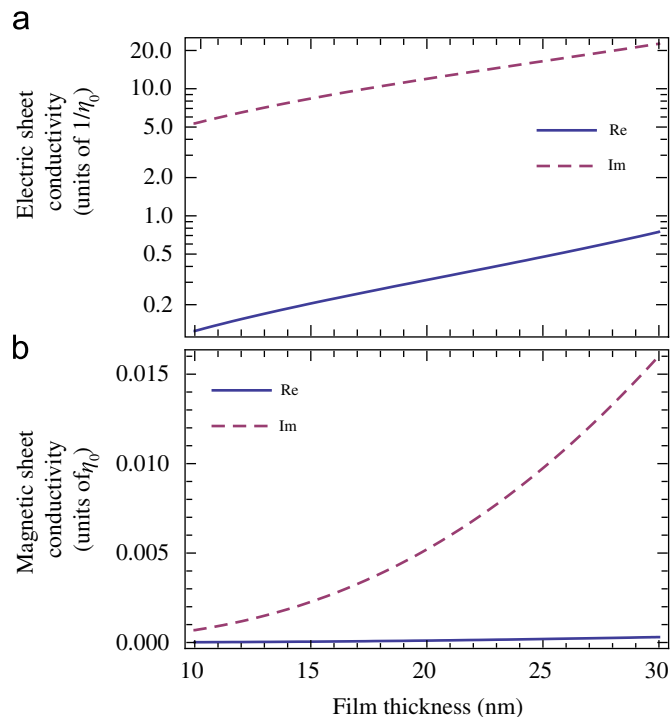 a
Electric sheet
conductivity
(units of 1/η0)
20.0
10.0
5.0
2.0
1.0
0.5
0.2
Re
Im
b
Magnetic sheet
conductivity
(units ofη0)
0.015
0.010
0.005
0.000
Re
Im
10 15 20 25 30
Film thickness (nm)